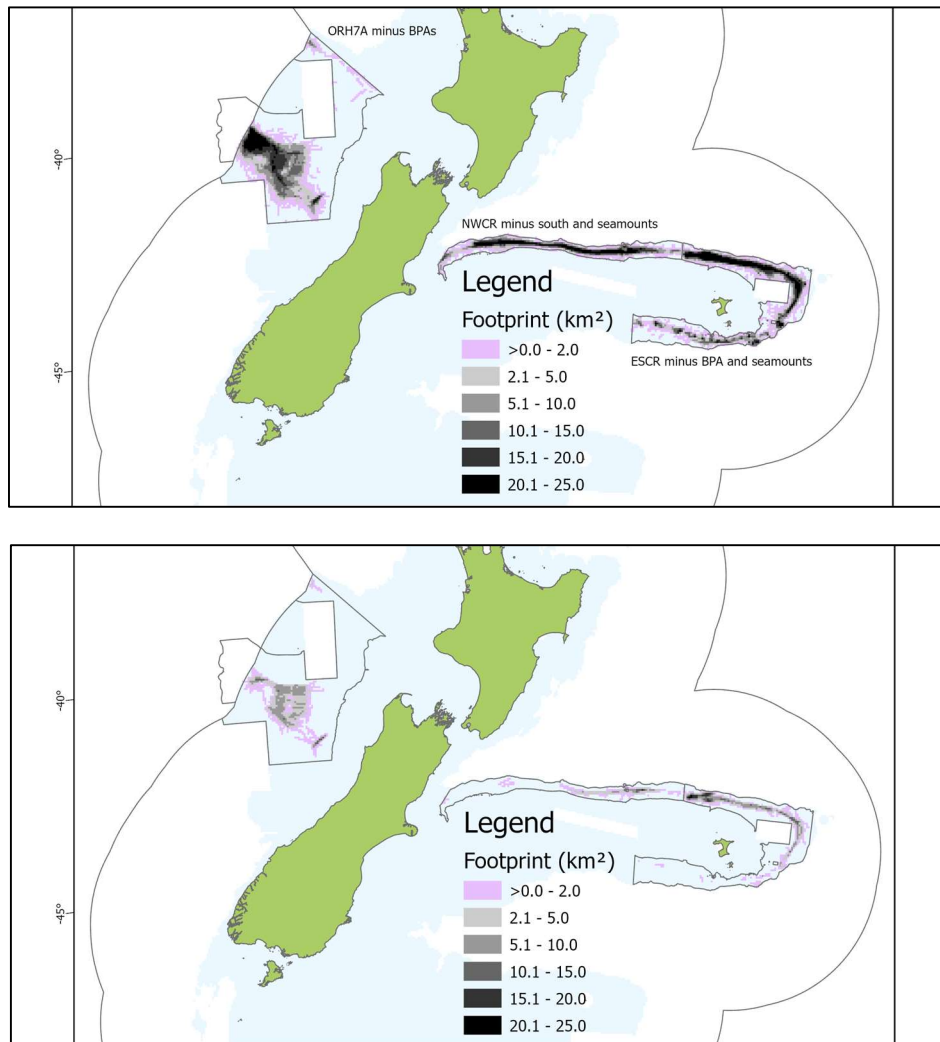 ORH7A minus BPAs
-40°
NWCR minus south and seamounts
Legend
Footprint (km²)
>0.0 - 2.0
2.1 - 5.0
5.1 - 10.0
10.1 - 15.0
15.1 - 20.0
20.1 - 25.0
ESCR minus BPA and seamounts
-45°
-40°
Legend
Footprint (km²)
>0.0 - 2.0
2.1 - 5.0
5.1 - 10.0
10.1 - 15.0
15.1 - 20.0
20.1 - 25.0
-45°